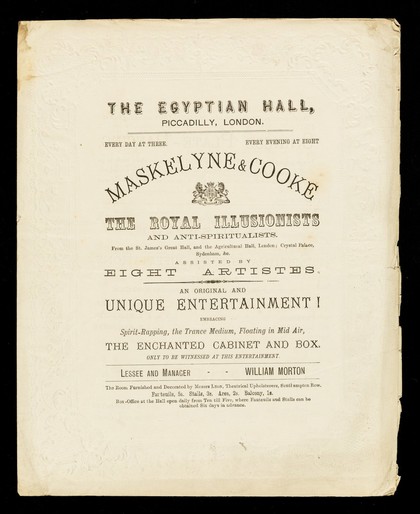 THE EGYPTIAN HALL,
PICCADILLY, LONDON.
EVERY DAY AT THREE. EVERY EVENING AT EIGHT
MASKELYNE & COOKE
THE ROYAL ILLUSIONISTS
AND ANTI-SPIRITUALISTS.
From the St. James's Great Hall, and the Agricultural Hall, London; Crystal Palace,
Sydenham, &c.
ASSISTED BY
EIGHT ARTISTES.
AN ORIGINAL AND
UNIQUE ENTERTAINMENT!
EMBRACING
Spirit-Rapping, the Trance Medium, Floating in Mid Air,
THE ENCHANTED CABINET AND BOX.
ONLY TO BE WITNESSED AT THIS ENTERTAINMENT.
LESSEE AND MANAGER - - WILLIAM MORTON
The Room Furnished and Decorated by Lyon, Theatrical Upholsterers, Southampton Row.
Fauteuils, 5s. Stalls, 3s. Area, 2s. Balcony, 1s.
Box-Office at the Hall open daily from Ten till Five, where Fauteuils and Stalls can be
obtained Six days in advance.